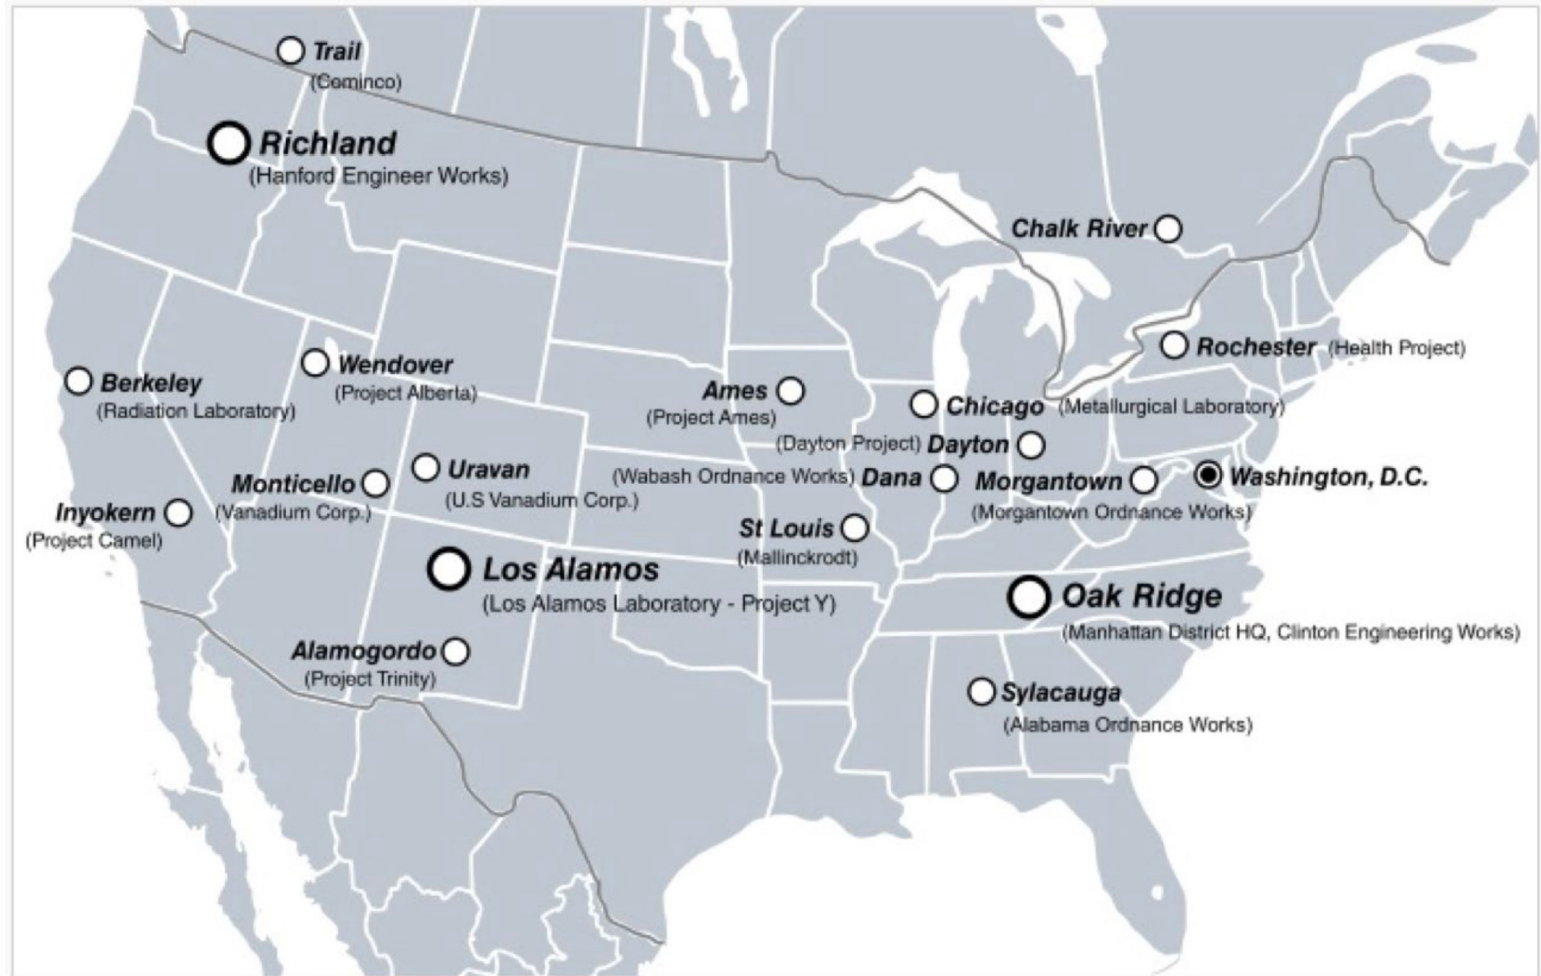 Trail
(Cominco)
Richland
(Hanford Engineer Works)
Chalk River
Rochester (Health Project)
Wendover
(Project Alberta)
Berkeley
(Radiation Laboratory)
Ames
(Project Ames)
Chicago (Metallurgical Laboratory)
(Dayton Project) Dayton
Uravan
(U.S Vanadium Corp.)
(Wabash Ordnance Works) Dana
Morgantown
(Morgantown Ordnance Works)
Washington, D.C.
Monticello
(Vanadium Corp.)
Inyokern
(Project Camel)
St Louis
(Mallinckrodt)
Los Alamos
(Los Alamos Laboratory - Project Y)
Oak Ridge
(Manhattan District HQ, Clinton Engineering Works)
Alamogordo
(Project Trinity)
Sylacauga
(Alabama Ordnance Works)